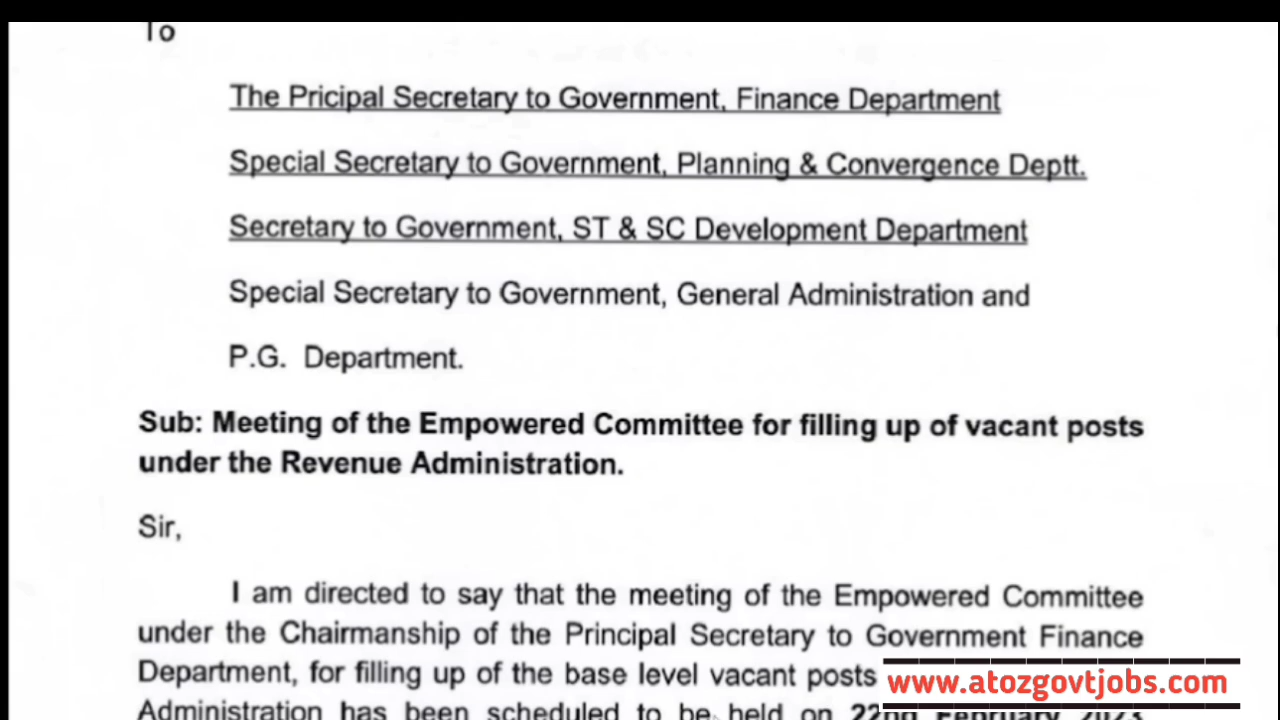 To
The Pricipal Secretary to Government, Finance Department
Special Secretary to Government, Planning & Convergence Deptt.
Secretary to Government, ST & SC Development Department
Special Secretary to Government, General Administration and
P.G. Department.
Sub: Meeting of the Empowered Committee for filling up of vacant posts
under the Revenue Administration.
Sir,
I am directed to say that the meeting of the Empowered Committee
under the Chairmanship of the Principal Secretary to Government Finance
Department, for filling up of the base level vacant posts
www.atozgovtjobs.com
Administration has been scheduled to be held on 22nd February 2023